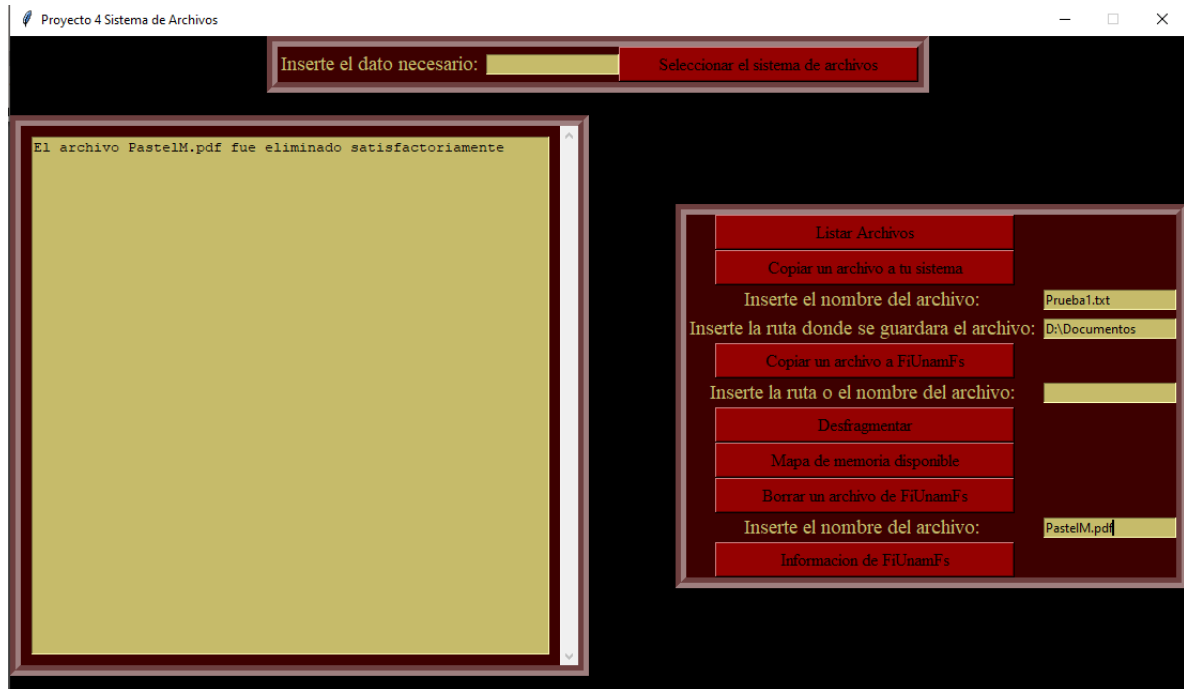 Proyecto 4 Sistema de Archivos
Inserte el dato necesario:
Seleccionar el sistema de archivos
El archivo PastelM.pdf fue eliminado satisfactoriamente
Listar Archivos
Copiar un archivo a tu sistema
Inserte el nombre del archivo: Prueba1.txt
Inserte la ruta donde se guardara el archivo: D:\Documentos
Copiar un archivo a FiUnamFs
Inserte la ruta o el nombre del archivo:
Desfragmentar
Mapa de memoria disponible
Borrar un archivo de FiUnamFs
Inserte el nombre del archivo: PastelM.pdf
Informacion de FiUnamFs